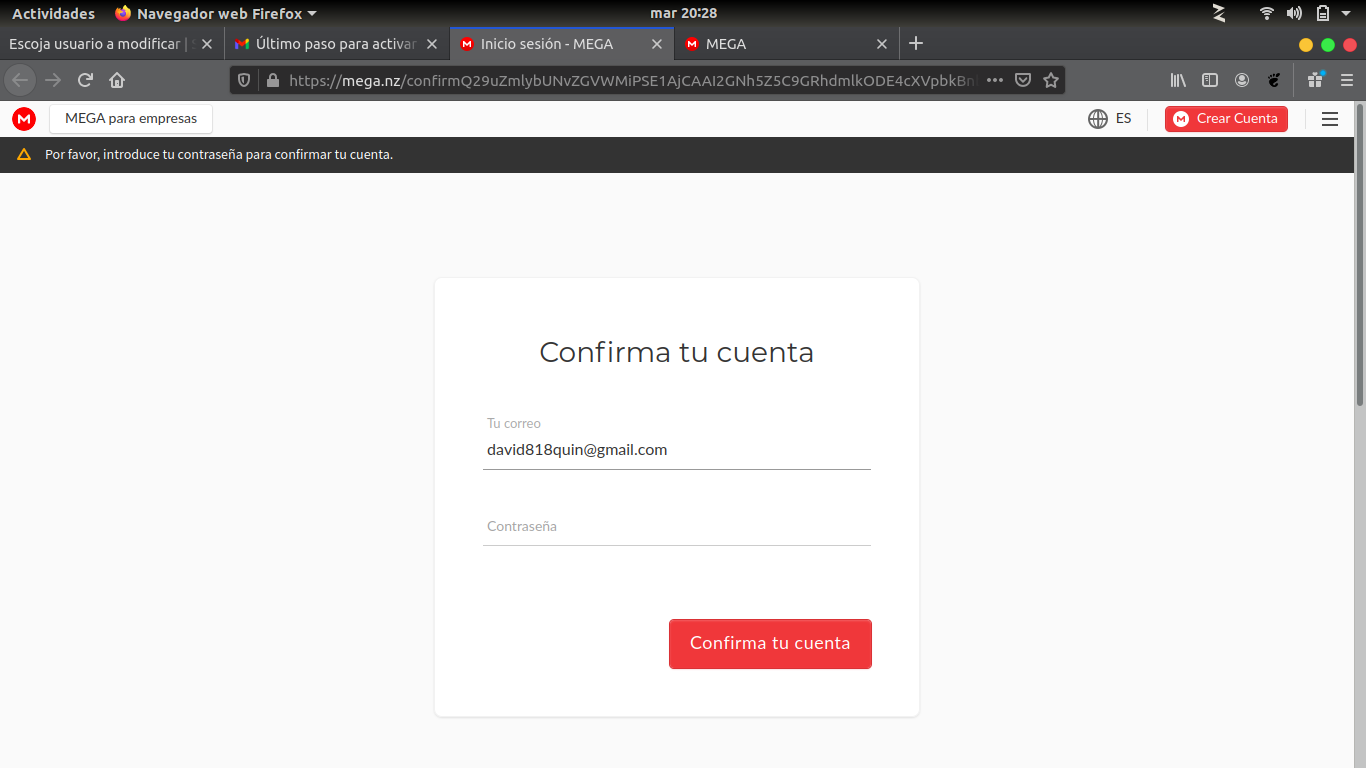 Actividades Navegador web Firefox mar 20:28
Escoja usuario a modificar | Último paso para activar Inicio sesión - MEGA MEGA
https://mega.nz/confirmQ29uZmlybUNvZGVWMiPSE1AjCAAI2GNh5Z5C9GRhdmlkODE4cXVpbkBn
MEGA para empresas ES Crear Cuenta
Por favor, introduce tu contraseña para confirmar tu cuenta.
Confirma tu cuenta
Tu correo
david818quin@gmail.com
Contraseña
Confirma tu cuenta